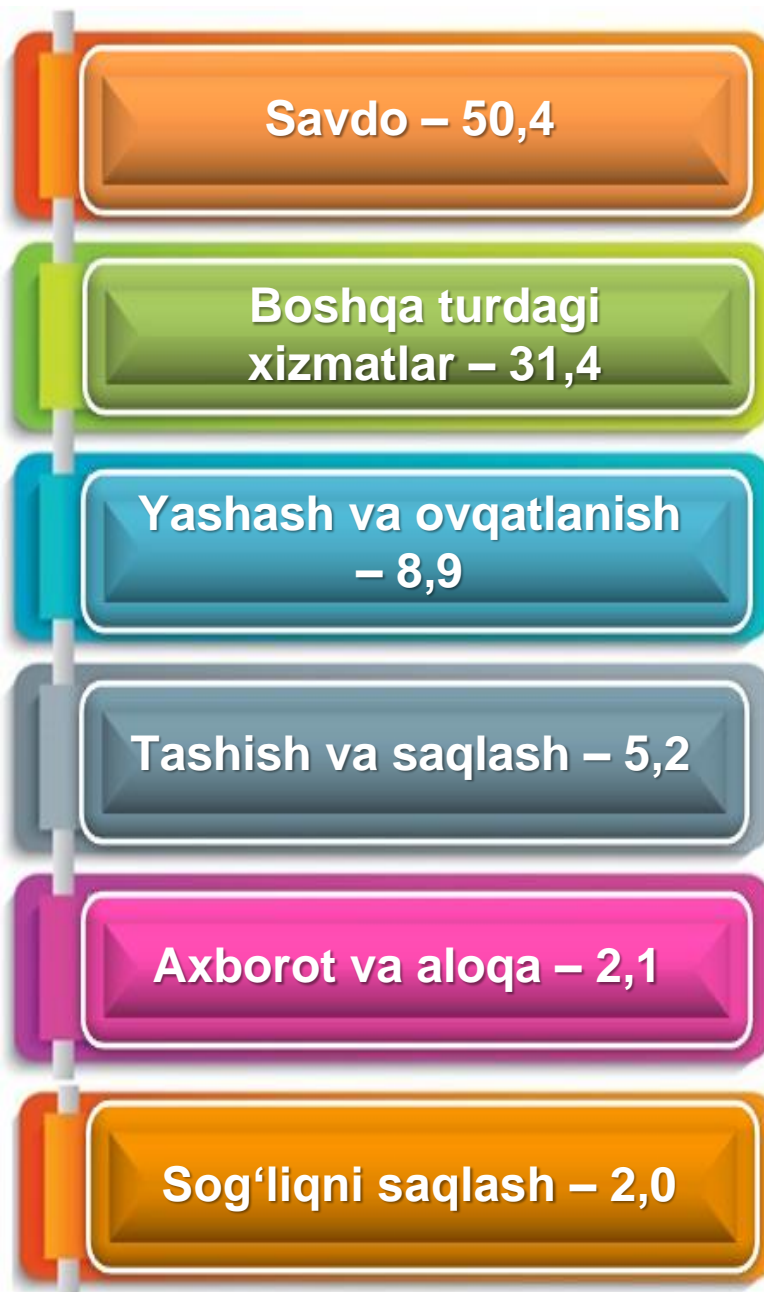 Savdo – 50,4
Boshqa turdagi
xizmatlar – 31,4
Yashash va ovqatlanish
– 8,9
Tashish va saqlash – 5,2
Axborot va aloqa – 2,1
Sog‘liqni saqlash – 2,0